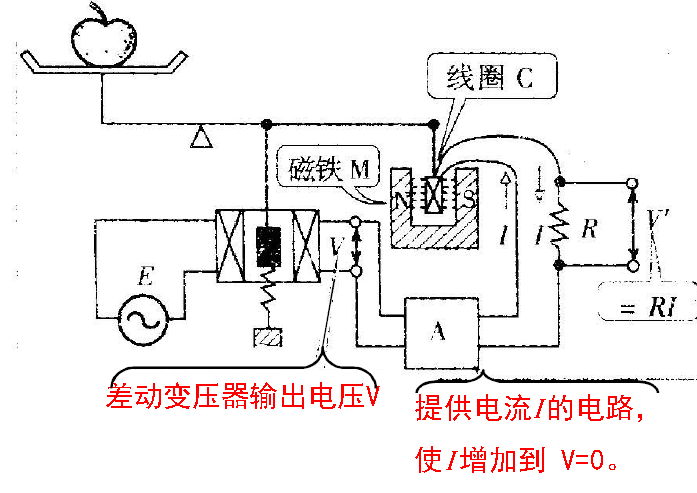 线圈 C
磁铁 M
N
S
I
I
R
V'
= RI
E
V
A
差动变压器输出电压V
提供电流I的电路，
使I增加到 V=0。